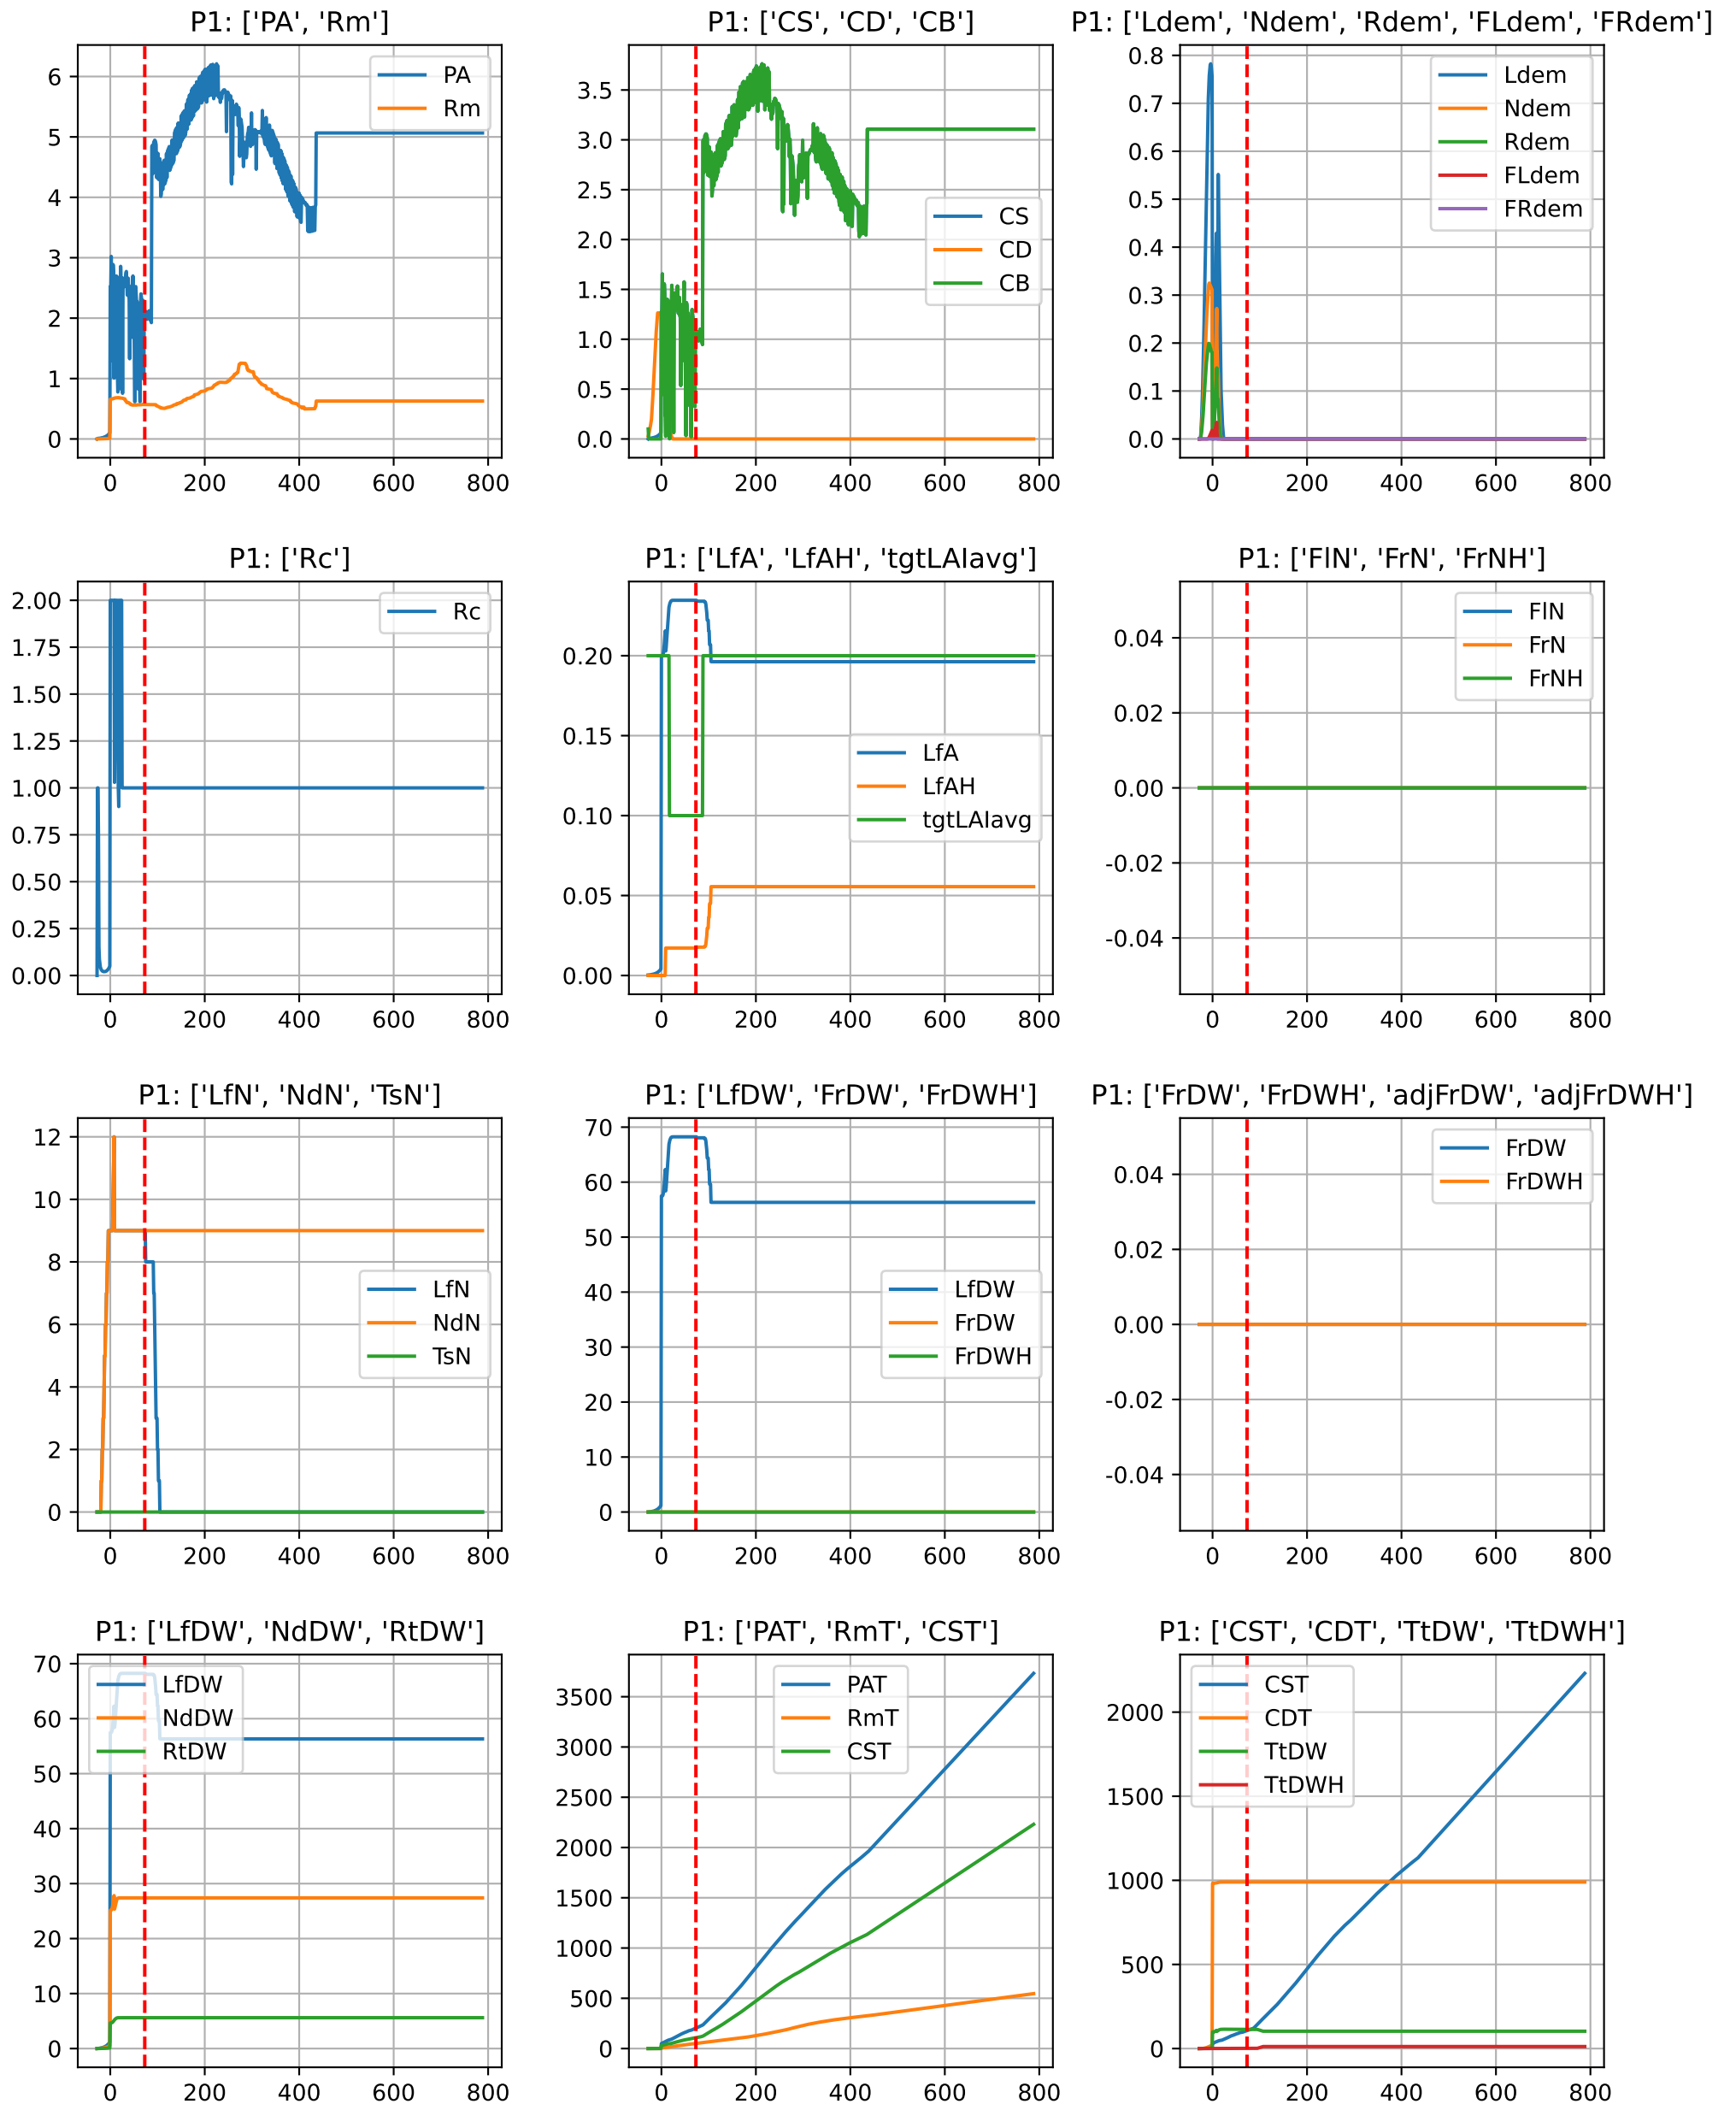 P1: ['PA', 'Rm']
PA
Rm
6
5
4
3
2
1
0
0 200 400 600 800
P1: ['CS', 'CD', 'CB']
CS
CD
CB
3.5
3.0
2.5
2.0
1.5
1.0
0.5
0.0
0 200 400 600 800
P1: ['Ldem', 'Ndem', 'Rdem', 'FLdem', 'FRdem']
Ldem
Ndem
Rdem
FLdem
FRdem
0.8
0.7
0.6
0.5
0.4
0.3
0.2
0.1
0.0
0 200 400 600 800
P1: ['Rc']
Rc
2.00
1.75
1.50
1.25
1.00
0.75
0.50
0.25
0.00
0 200 400 600 800
P1: ['LfA', 'LfAH', 'tgtLAIavg']
LfA
LfAH
tgtLAIavg
0.20
0.15
0.10
0.05
0.00
0 200 400 600 800
P1: ['FlN', 'FrN', 'FrNH']
FlN
FrN
FrNH
0.04
0.02
0.00
-0.02
-0.04
0 200 400 600 800
P1: ['LfN', 'NdN', 'TsN']
LfN
NdN
TsN
12
10
8
6
4
2
0
0 200 400 600 800
P1: ['LfDW', 'FrDW', 'FrDWH']
LfDW
FrDW
FrDWH
70
60
50
40
30
20
10
0
0 200 400 600 800
P1: ['FrDW', 'FrDWH', 'adjFrDW', 'adjFrDWH']
FrDW
FrDWH
0.04
0.02
0.00
-0.02
-0.04
0 200 400 600 800
P1: ['LfDW', 'NdDW', 'RtDW']
LfDW
NdDW
RtDW
70
60
50
40
30
20
10
0
0 200 400 600 800
P1: ['PAT', 'RmT', 'CST']
PAT
RmT
CST
3500
3000
2500
2000
1500
1000
500
0
0 200 400 600 800
P1: ['CST', 'CDT', 'TtDW', 'TtDWH']
CST
CDT
TtDW
TtDWH
2000
1500
1000
500
0
0 200 400 600 800